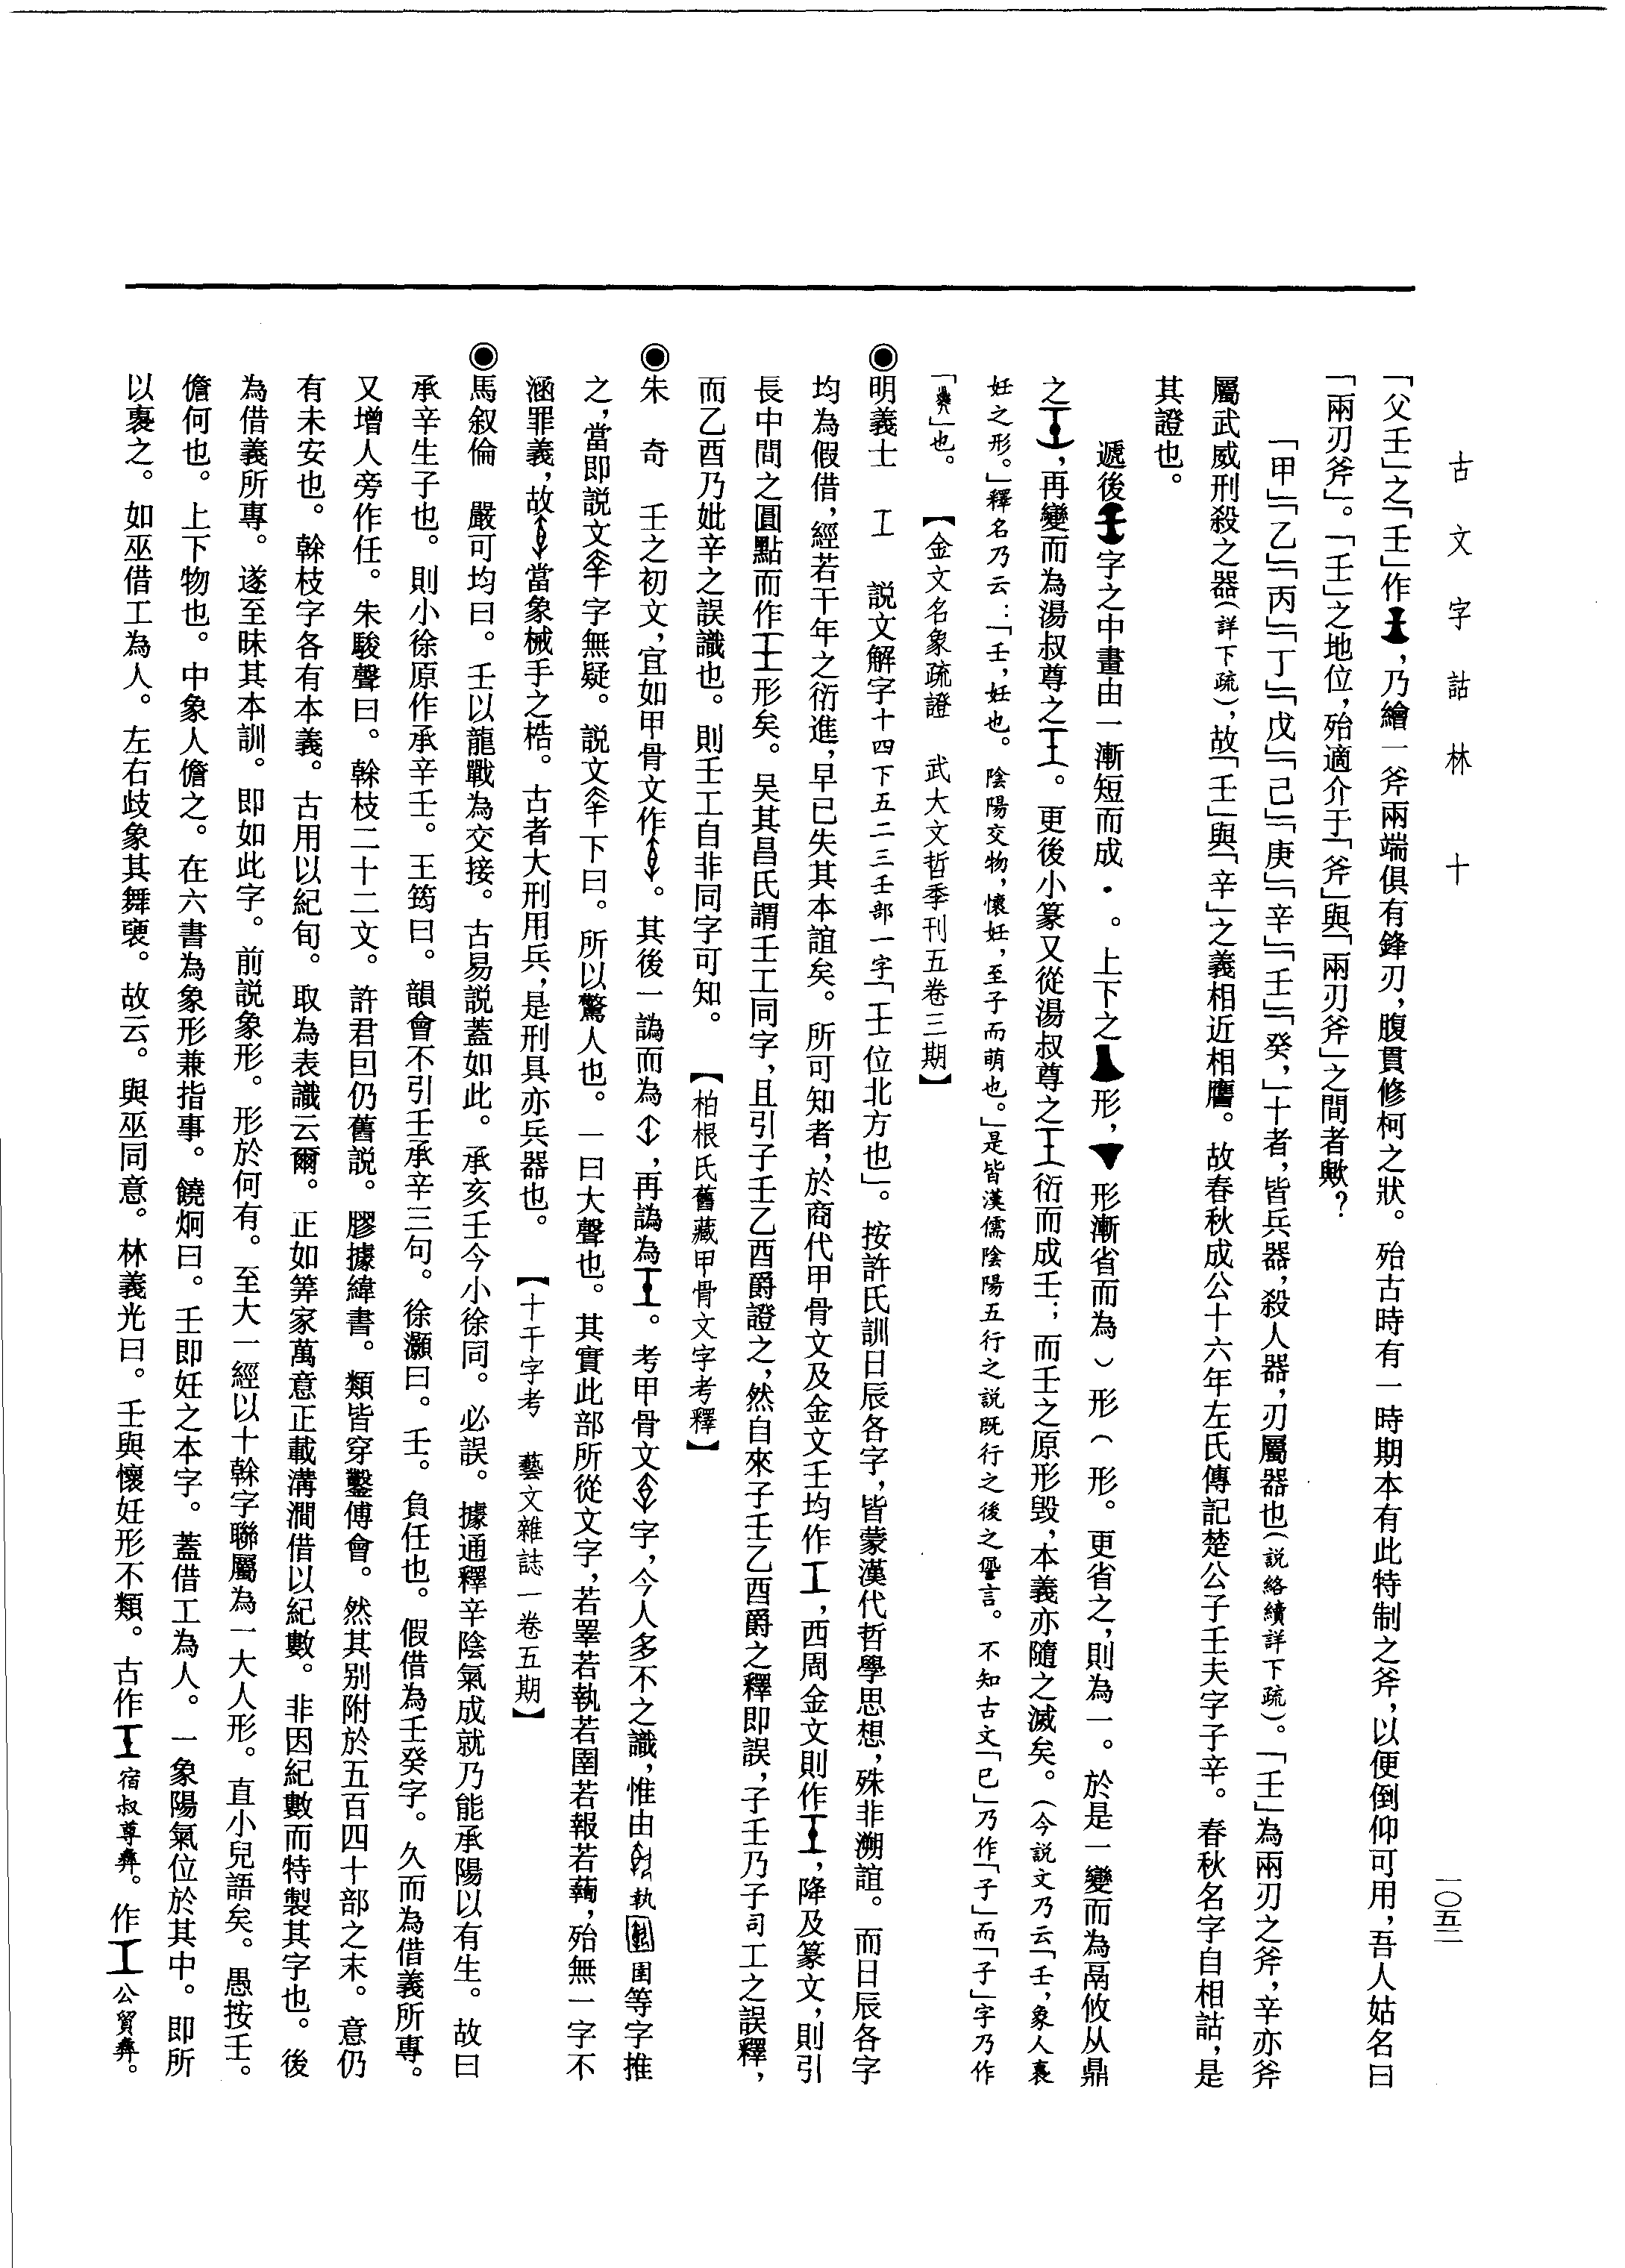 古文字詁林 十
一〇五二
「父壬」之「壬」作，乃繪一斧兩端俱有鋒刃，腹貫修柯之狀。殆古時有一時期本有此特制之斧，以便倒仰可用，吾人姑名曰
「兩刃斧」。「壬」之地位，殆適介于「斧」與「兩刃斧」之間者歟？
「甲」「乙」「丙」「丁」「戊」「己」「庚」「辛」「壬」「癸，」十者，皆兵器，殺人器，刃屬器也（説絡續詳下疏）。「壬」為兩刃之斧，辛亦斧
屬武威刑殺之器（詳下疏），故「壬」與「辛」之義相近相讋。故春秋成公十六年左氏傳記楚公子壬夫字子辛。春秋名字自相詁，是
其證也。
遞後字之中畫由一漸短而成・。上下之形，形漸省而為）形（形。更省之，則為一。於是一變而為鬲攸从鼎
之，再變而為湯叔尊之。更後小篆又從湯叔尊之衍而成壬；而壬之原形毀，本義亦隨之滅矣。（今説文乃云「壬，象人裹
妊之形。」釋名乃云：「壬，妊也。陰陽交物，懷妊，至子而萌也。」是皆漢儒陰陽五行之説既行之後之讏言。不知古文「巳」乃作「子」而「子」字乃作
「」也。 【金文名象疏證 武大文哲季刊五卷三期】
◉明義士 説文解字十四下五二三壬部一字「壬位北方也」。按許氏訓日辰各字，皆蒙漢代哲學思想，殊非溯誼。而日辰各字
均為假借，經若干年之衍進，早已失其本誼矣。所可知者，於商代甲骨文及金文壬均作，西周金文則作，降及篆文，則引
長中間之圓點而作形矣。吴其昌氏謂壬工同字，且引子壬乙酉爵證之，然自來子壬乙酉爵之釋即誤，子壬乃子司工之誤釋，
而乙酉乃妣辛之誤識也。則壬工自非同字可知。 【柏根氏舊藏甲骨文字考釋】
◉朱 奇 壬之初文，宜如甲骨文作。其後一譌而為，再譌為。考甲骨文字，今人多不之識，惟由執圉等字推
之，當即説文㚔字無疑。説文㚔下曰。所以驚人也。一曰大聲也。其實此部所從文字，若睪若執若圉若報若䩭，殆無一字不
涵罪義，故當象械手之梏。古者大刑用兵，是刑具亦兵器也。 【十干字考 藝文雜誌一卷五期】
◉馬叙倫 嚴可均曰。壬以龍戰為交接。古易説蓋如此。承亥壬今小徐同。必誤。據通釋辛陰氣成就乃能承陽以有生。故曰
承辛生子也。則小徐原作承辛壬。王筠曰。韻會不引壬承辛三句。徐灝曰。壬。負任也。假借為壬癸字。久而為借義所專。
又增人旁作任。朱駿聲曰。榦枝二十二文。許君囙仍舊説。膠據緯書。類皆穿鑿傅會。然其别附於五百四十部之末。意仍
有未安也。榦枝字各有本義。古用以紀旬。取為表識云爾。正如筭家萬意正載溝澗借以紀數。非因紀數而特製其字也。後
為借義所專。遂至昧其本訓。即如此字。前説象形。形於何有。至大一經以十榦字聯屬為一大人形。直小兒語矣。愚按壬。
儋何也。上下物也。中象人儋之。在六書為象形兼指事。饒炯曰。壬即妊之本字。蓋借工為人。一象陽氣位於其中。即所
以裹之。如巫借工為人。左右歧象其舞褎。故云。與巫同意。林義光曰。壬與懷妊形不類。古作宿叔尊彝。作公貿彝。